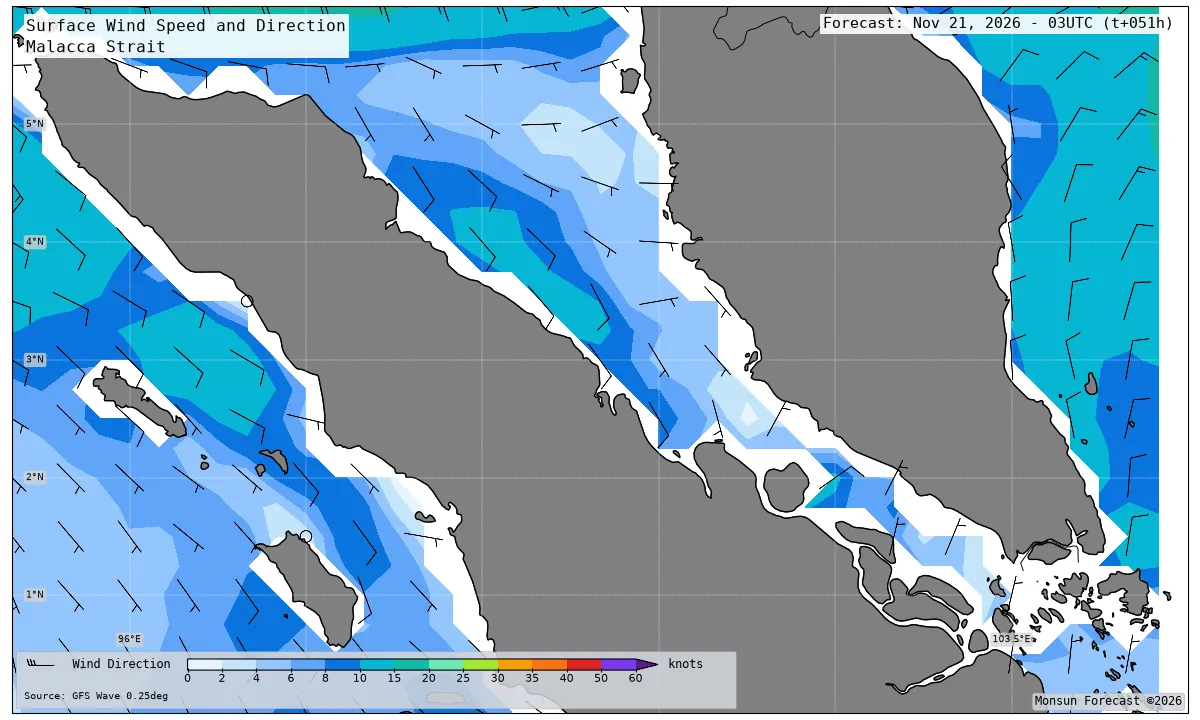 Surface Wind Speed and Direction
Malacca Strait
Forecast: Nov 21, 2026 - 03UTC (t+051h)
5°N
4°N
3°N
2°N
1°N
96°E
103.5°E
Wind Direction
knots
0 2 4 6 8 10 15 20 25 30 35 40 50 60
Source: GFS Wave 0.25deg
Monsun Forecast ©2026